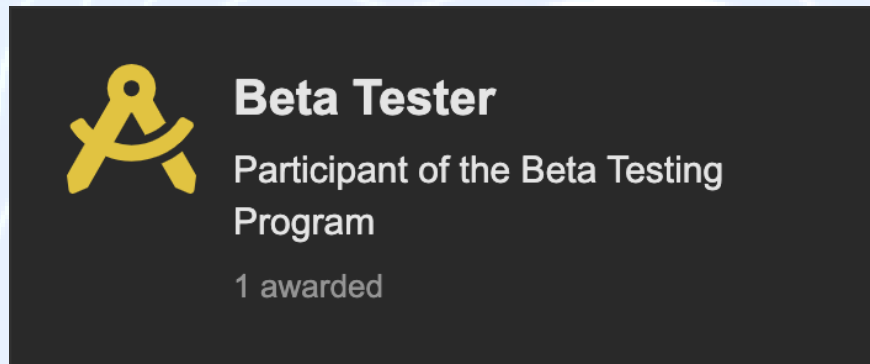 Beta Tester
Participant of the Beta Testing
Program
1 awarded